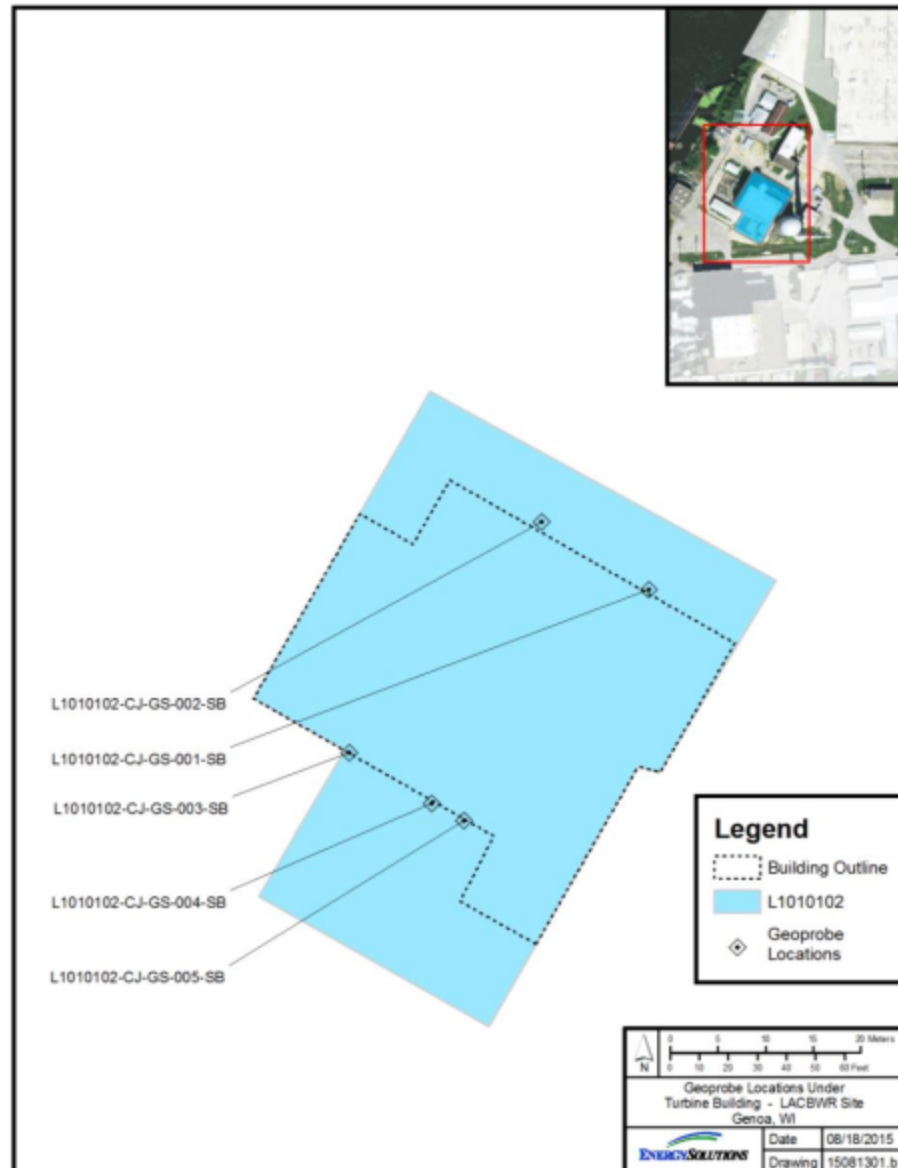 L1010102-CJ-GS-002-SB
L1010102-CJ-GS-001-SB
L1010102-CJ-GS-003-SB
L1010102-CJ-GS-004-SB
L1010102-CJ-GS-005-SB
Legend
Building Outline
L1010102
Geoprobe
Locations
0 5 10 15 20 Meters
0 10 20 30 40 50 60 Feet
N
Geoprobe Locations Under
Turbine Building - LACBWR Site
Genoa, WI
ENERGYSOLUTIONS
Date 08/18/2015
Drawing 15081301.b